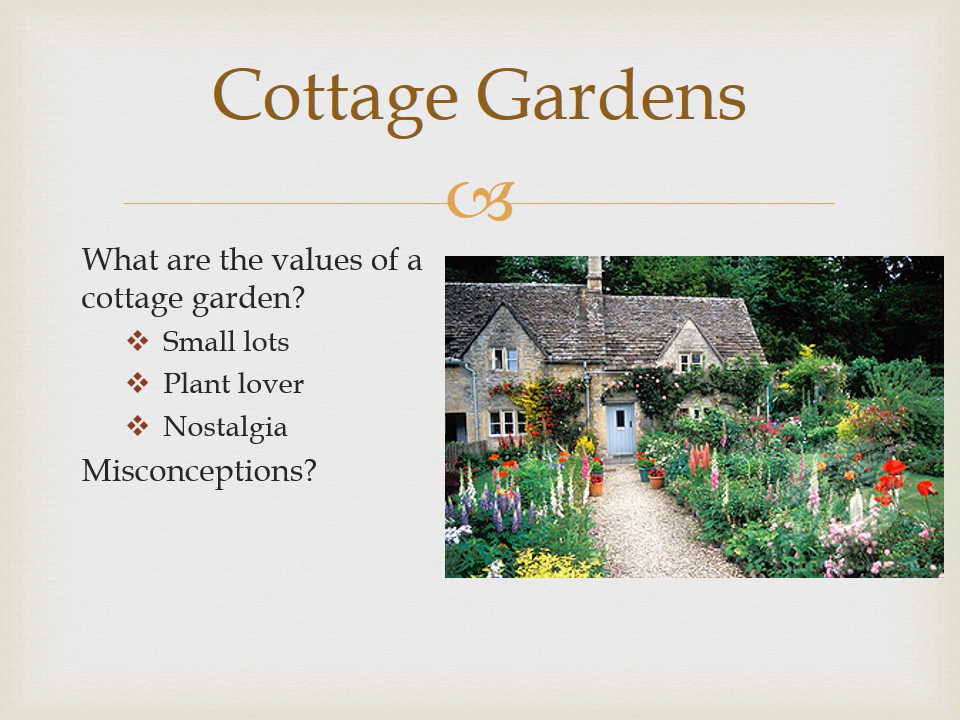 Cottage Gardens
What are the values of a
cottage garden?
❖ Small lots
❖ Plant lover
❖ Nostalgia
Misconceptions?